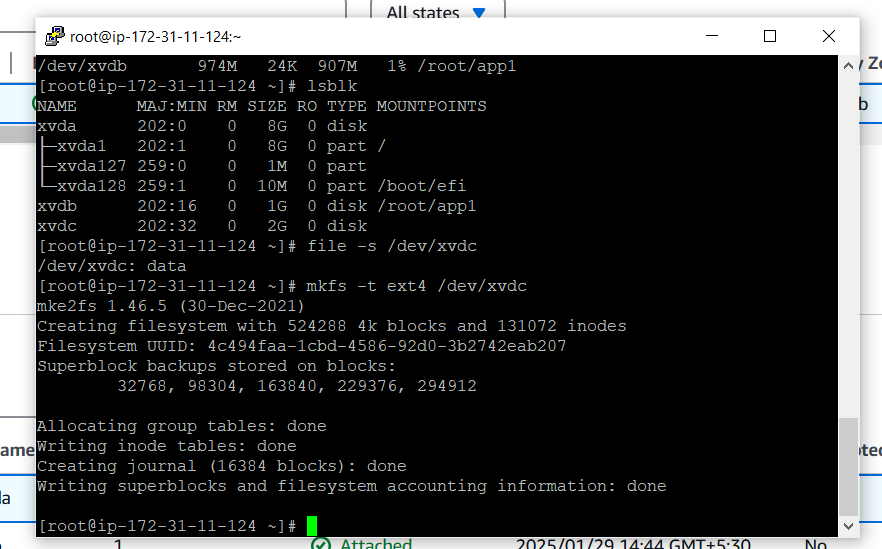 All states
root@ip-172-31-11-124:~
/dev/xvdb       974M   24K  907M   1% /root/app1
[root@ip-172-31-11-124 ~]# lsblk
NAME      MAJ:MIN RM SIZE RO TYPE MOUNTPOINTS
xvda      202:0    0   8G  0 disk
├─xvda1   202:1    0   8G  0 part /
├─xvda127 259:0    0   1M  0 part
└─xvda128 259:1    0  10M  0 part /boot/efi
xvdb      202:16   0   1G  0 disk /root/app1
xvdc      202:32   0   2G  0 disk
[root@ip-172-31-11-124 ~]# file -s /dev/xvdc
/dev/xvdc: data
[root@ip-172-31-11-124 ~]# mkfs -t ext4 /dev/xvdc
mke2fs 1.46.5 (30-Dec-2021)
Creating filesystem with 524288 4k blocks and 131072 inodes
Filesystem UUID: 4c494faa-1cbd-4586-92d0-3b2742eab207
Superblock backups stored on blocks:
        32768, 98304, 163840, 229376, 294912

Allocating group tables: done
Writing inode tables: done
Creating journal (16384 blocks): done
Writing superblocks and filesystem accounting information: done

[root@ip-172-31-11-124 ~]#
1 Attached 2025/01/29 14:44 GMT+5:30 No